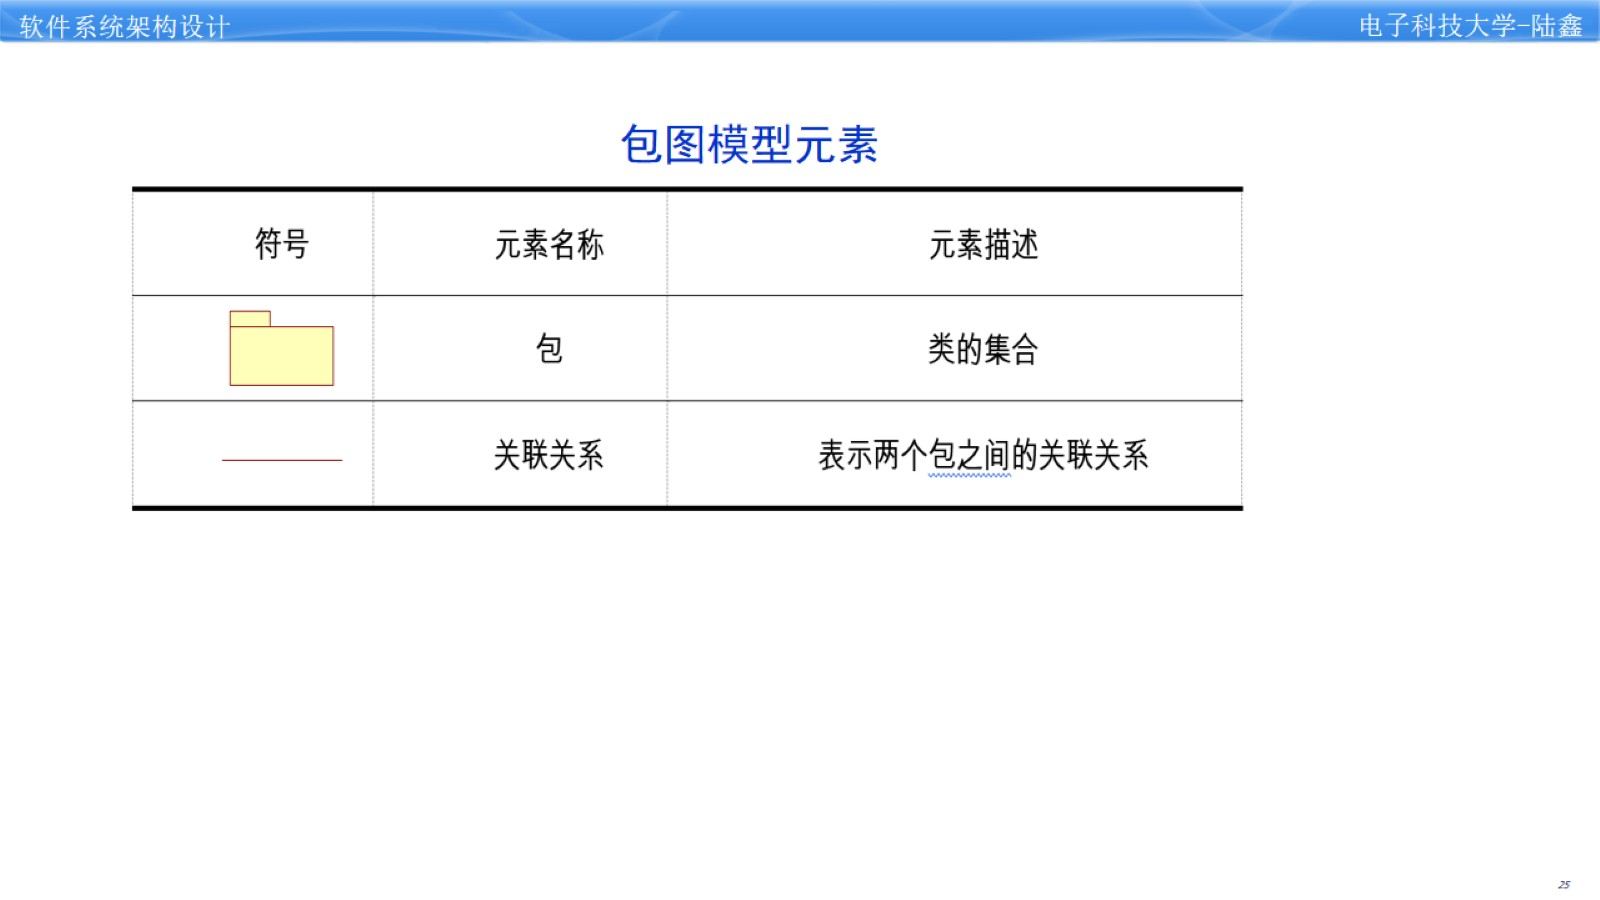 软件系统架构设计
电子科技大学-陆鑫
包图模型元素
符号 元素名称 元素描述
包 类的集合
关联关系 表示两个包之间的关联关系
25